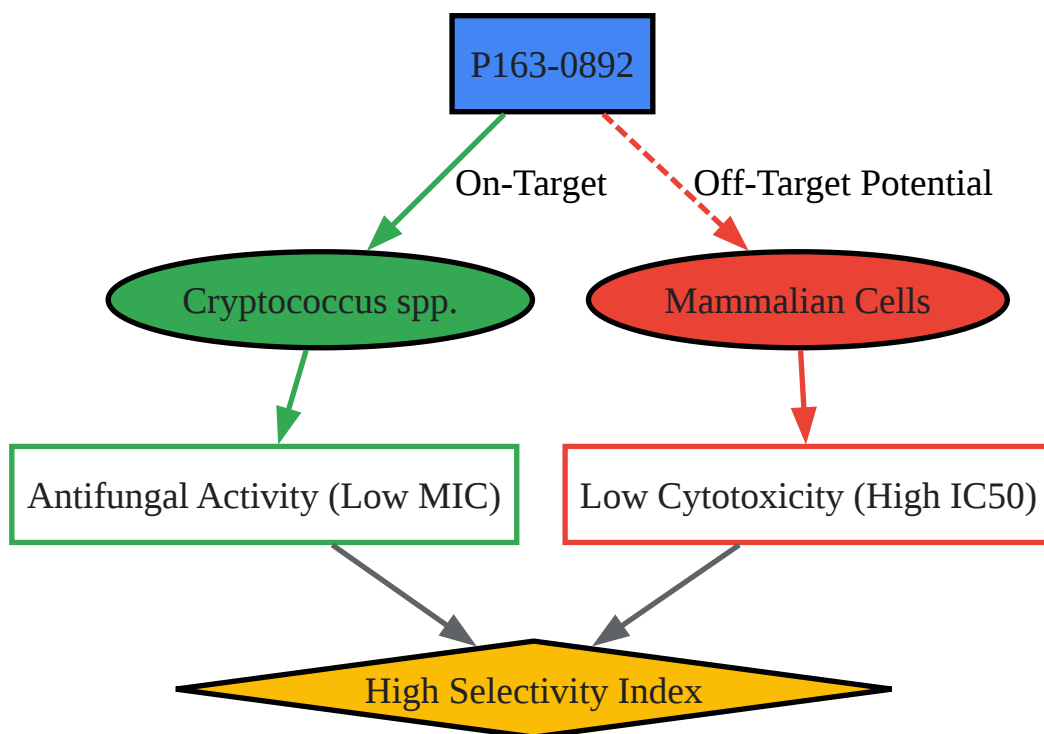 P163-0892
On-Target
Off-Target Potential
Cryptococcus spp.
Mammalian Cells
Antifungal Activity (Low MIC)
Low Cytotoxicity (High IC50)
High Selectivity Index